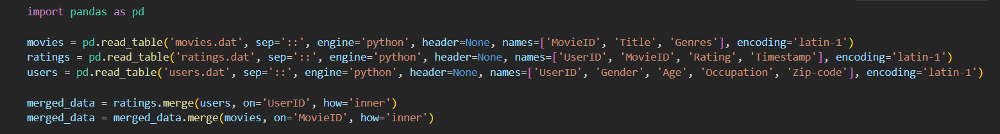 import pandas as pd
movies = pd.read_table('movies.dat', sep='::', engine='python', header=None, names=['MovieID', 'Title', 'Genres'], encoding='latin-1')
ratings = pd.read_table('ratings.dat', sep='::', engine='python', header=None, names=['UserID', 'MovieID', 'Rating', 'Timestamp'], encoding='latin-1')
users = pd.read_table('users.dat', sep='::', engine='python', header=None, names=['UserID', 'Gender', 'Age', 'Occupation', 'Zip-code'], encoding='latin-1')
merged_data = ratings.merge(users, on='UserID', how='inner')
merged_data = merged_data.merge(movies, on='MovieID', how='inner')